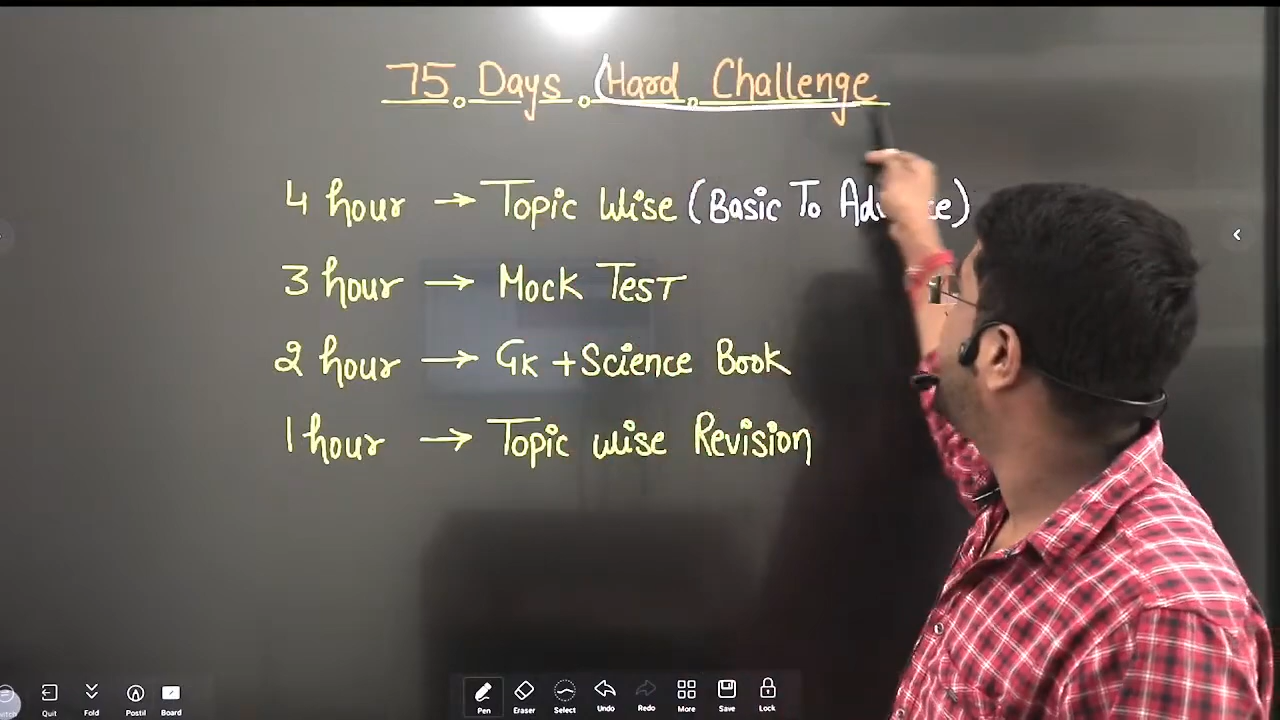 75 Days Hard Challenge
4 hour → Topic Wise (Basic To
3 hour → Mock Test
2 hour → GK + Science Book
1 hour → Topic wise Revision
Quit Fold Postil Board Pen Eraser Select Undo Redo More Save Lock